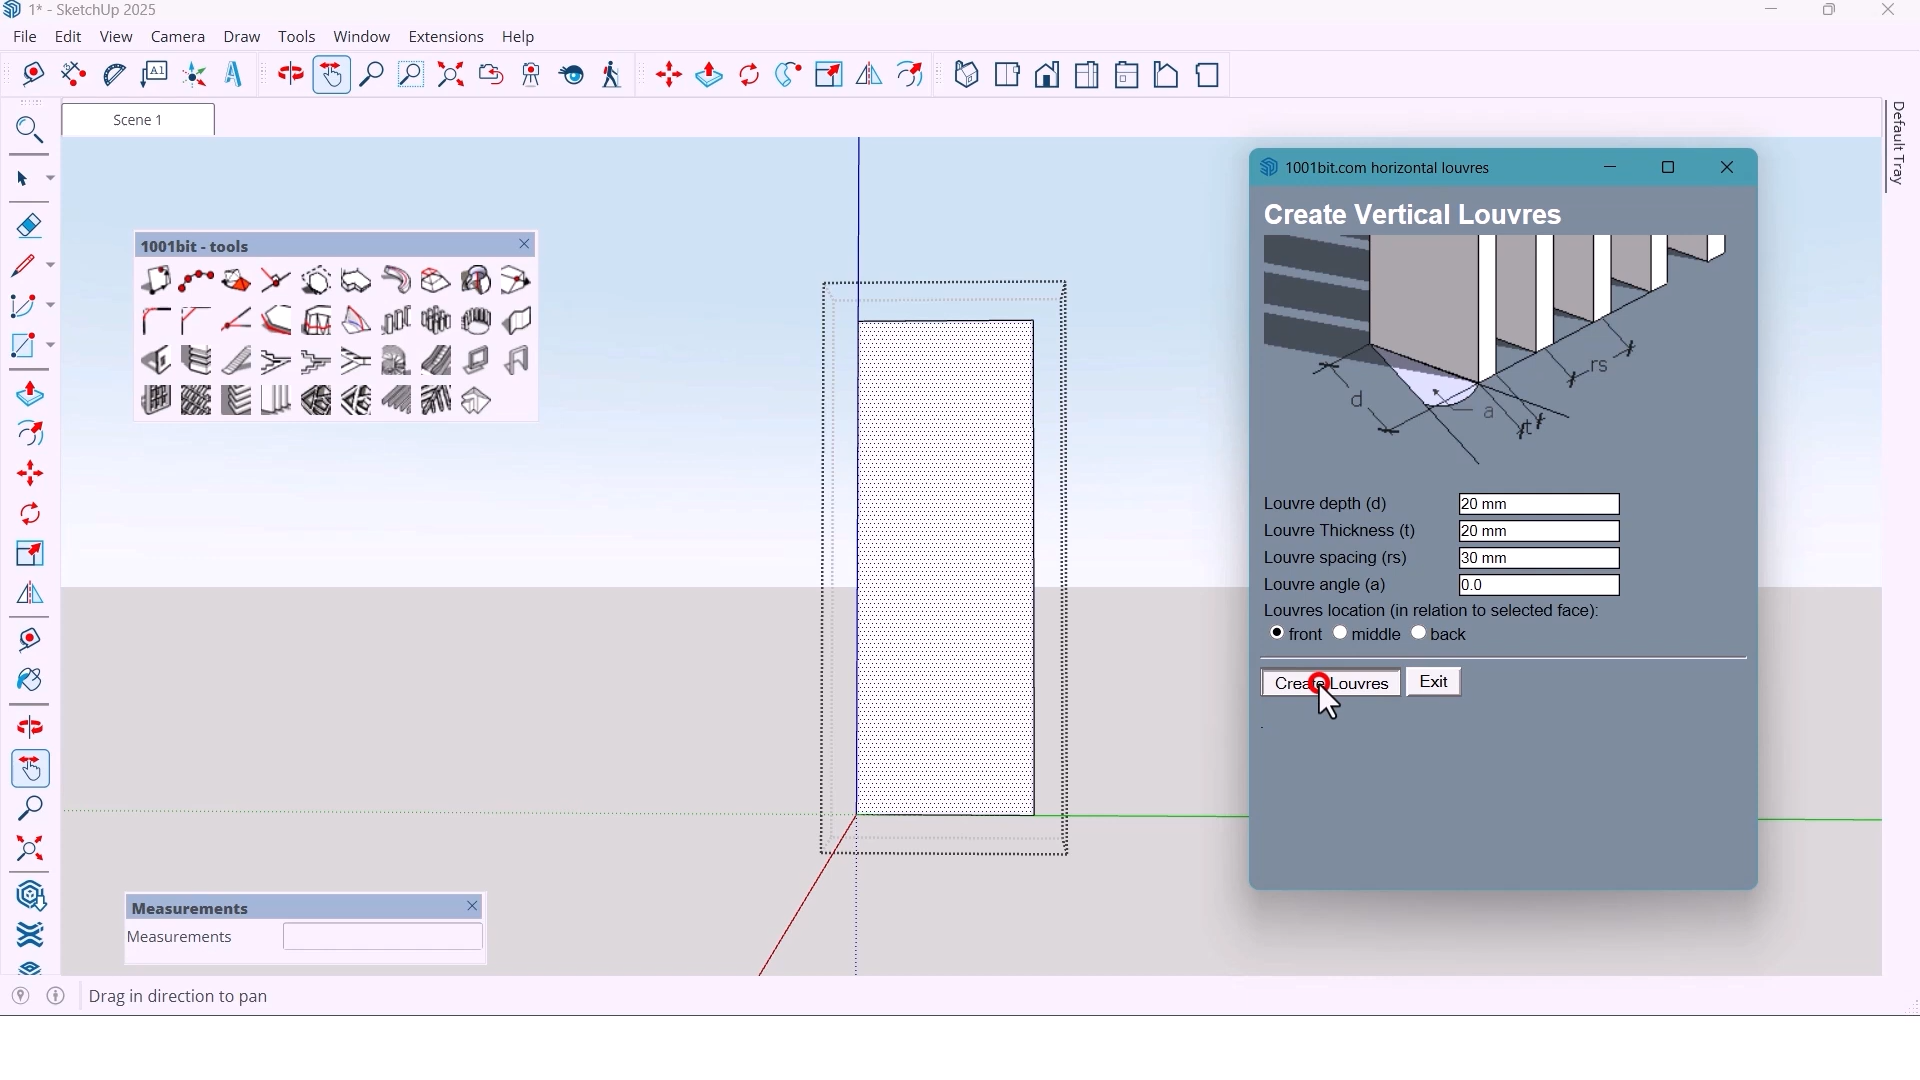 1* - SketchUp 2025
File Edit View Camera Draw Tools Window Extensions Help
A1
Scene 1
Default Tray
1001bit - tools
1001bit.com horizontal louvres
Create Vertical Louvres
rs
d
a
t
Louvre depth (d) 20 mm
Louvre Thickness (t) 20 mm
Louvre spacing (rs) 30 mm
Louvre angle (a) 0.0
Louvres location (in relation to selected face):
front middle back
Create Louvres Exit
.
Measurements
Measurements
Drag in direction to pan